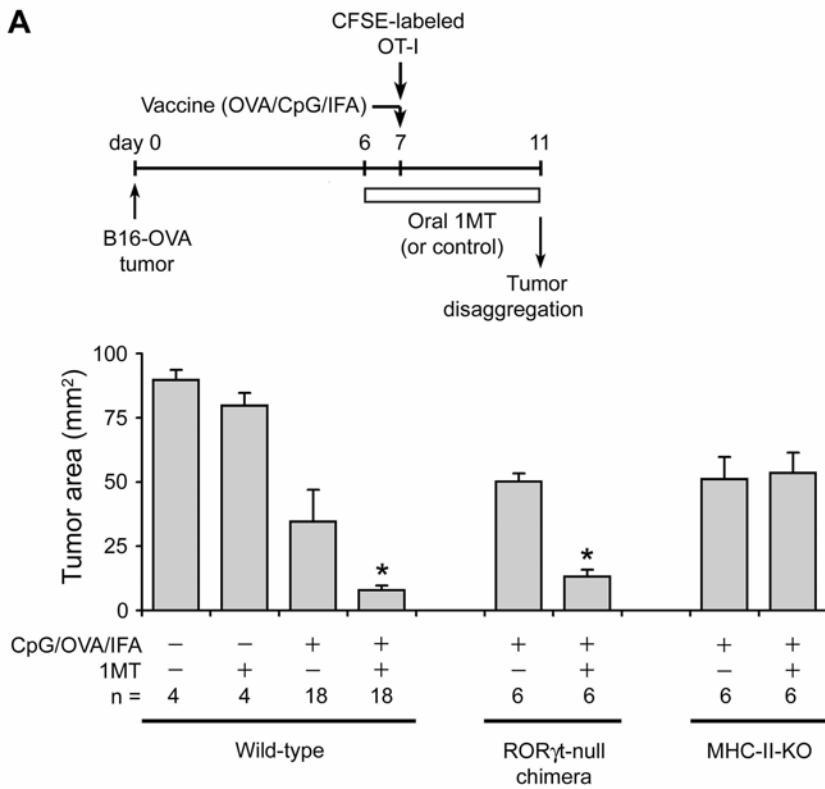 A
CFSE-labeled
OT-I
Vaccine (OVA/CpG/IFA)
day 0 6 7 11
B16-OVA
tumor
Oral 1MT
(or control)
Tumor
disaggregation
Tumor area (mm²)
100
75
50
25
0
* *
CpG/OVA/IFA – – + + + + + +
1MT – + – + – + – +
n = 4 4 18 18 6 6 6 6
Wild-type RORγt-null MHC-II-KO
chimera